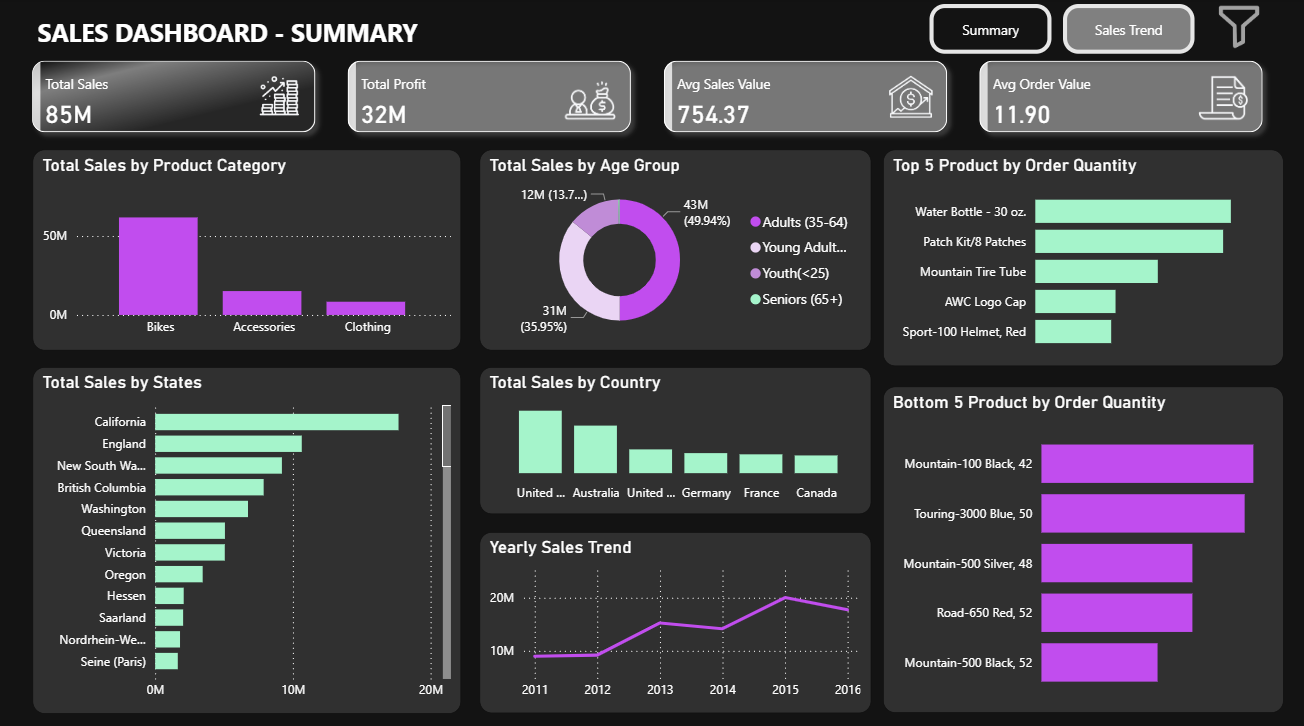 SALES DASHBOARD - SUMMARY
Summary
Sales Trend
Total Sales
85M
Total Profit
32M
Avg Sales Value
754.37
Avg Order Value
11.90
Total Sales by Product Category
50M
0M
Bikes
Accessories
Clothing
Total Sales by Age Group
12M (13.7...)
43M
(49.94%)
31M
(35.95%)
Adults (35-64)
Young Adult...
Youth(<25)
Seniors (65+)
Top 5 Product by Order Quantity
Water Bottle - 30 oz.
Patch Kit/8 Patches
Mountain Tire Tube
AWC Logo Cap
Sport-100 Helmet, Red
Total Sales by States
California
England
New South Wa...
British Columbia
Washington
Queensland
Victoria
Oregon
Hessen
Saarland
Nordrhein-We...
Seine (Paris)
0M
10M
20M
Total Sales by Country
United ...
Australia
United ...
Germany
France
Canada
Yearly Sales Trend
20M
10M
2011
2012
2013
2014
2015
2016
Bottom 5 Product by Order Quantity
Mountain-100 Black, 42
Touring-3000 Blue, 50
Mountain-500 Silver, 48
Road-650 Red, 52
Mountain-500 Black, 52